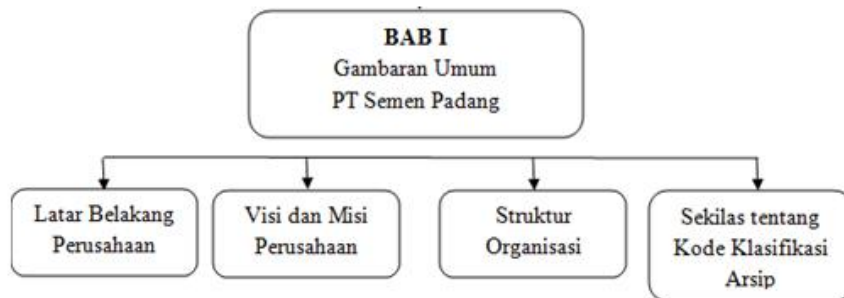 BAB I
Gambaran Umum
PT Semen Padang
Latar Belakang
Perusahaan
Visi dan Misi
Perusahaan
Struktur
Organisasi
Sekilas tentang
Kode Klasifikasi
Arsip